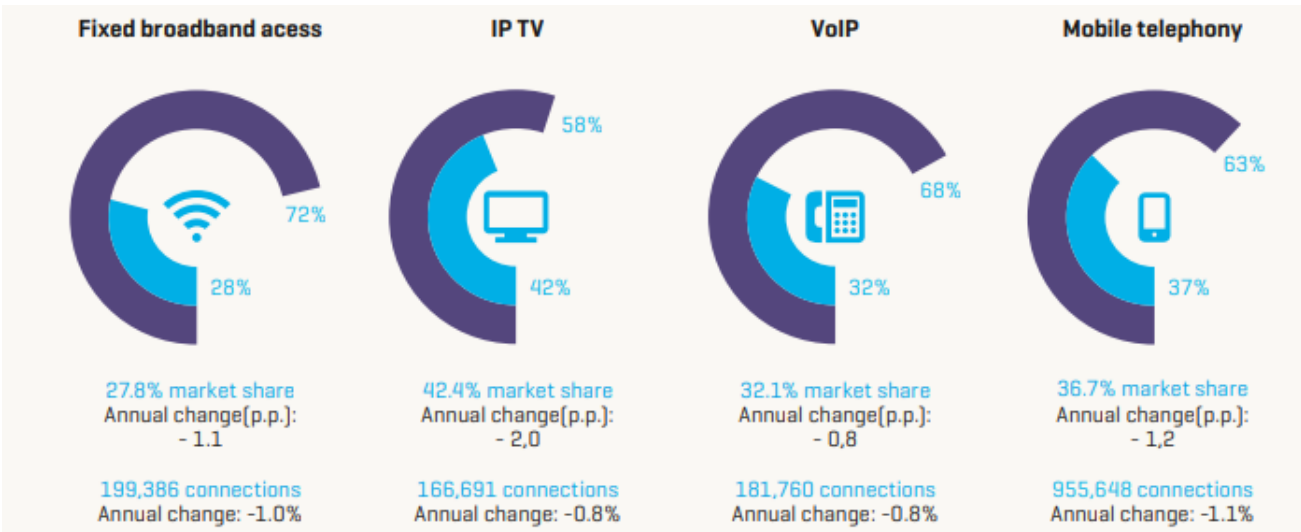 Fixed broadband acess
72%
28%
27.8% market share
Annual change(p.p.):
- 1.1
199,386 connections
Annual change: -1.0%
IP TV
58%
42%
42.4% market share
Annual change(p.p.):
- 2,0
166,691 connections
Annual change: -0.8%
VoIP
68%
32%
32.1% market share
Annual change(p.p.):
- 0,8
181,760 connections
Annual change: -0.8%
Mobile telephony
63%
37%
36.7% market share
Annual change(p.p.):
- 1,2
955,648 connections
Annual change: -1.1%